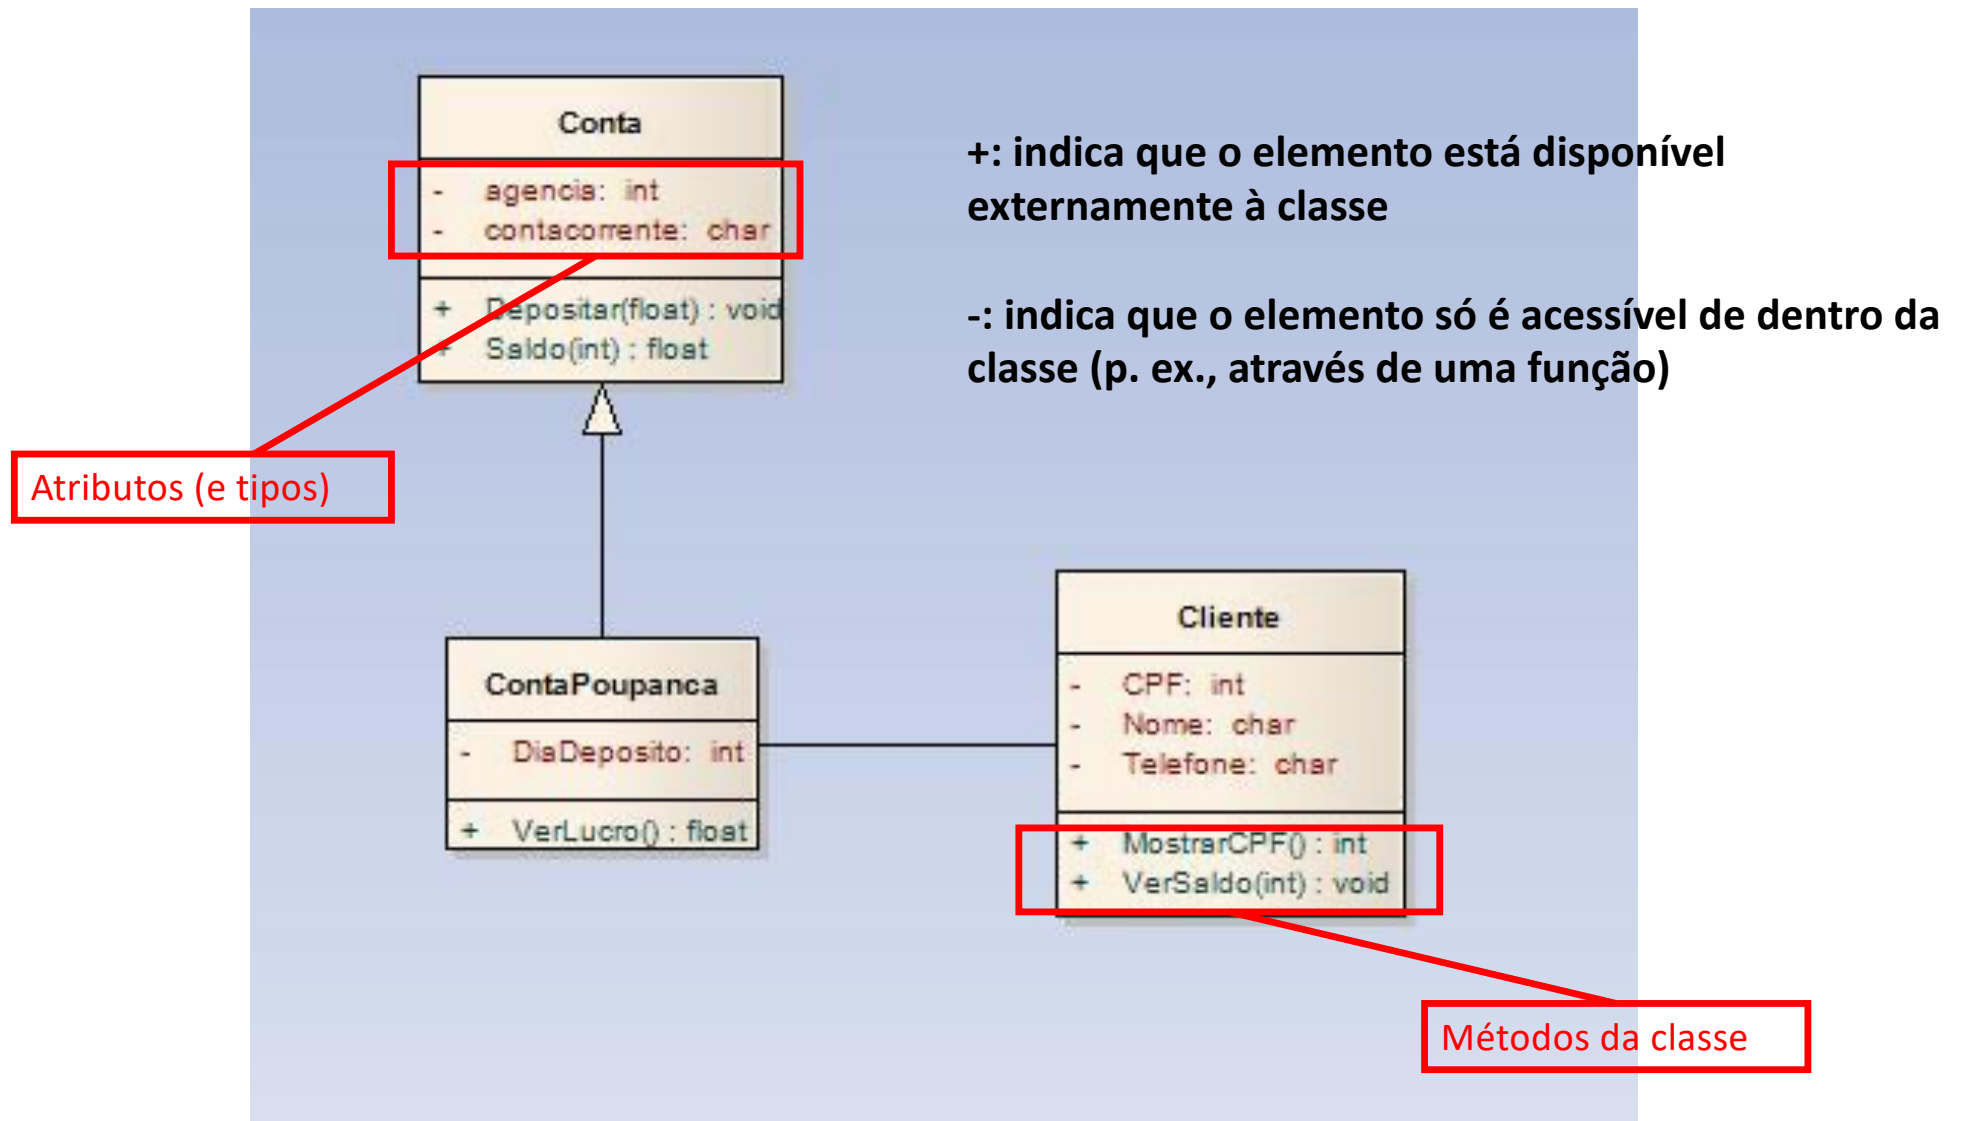 Conta
- agencia: int
- contacorrente: char
+ Depositar(float) : void
+ Saldo(int) : float
+: indica que o elemento está disponível
externamente à classe
-: indica que o elemento só é acessível de dentro da
classe (p. ex., através de uma função)
Atributos (e tipos)
ContaPoupanca
- DiaDeposito: int
+ VerLucro() : float
Cliente
- CPF: int
- Nome: char
- Telefone: char
+ MostrarCPF() : int
+ VerSaldo(int) : void
Métodos da classe